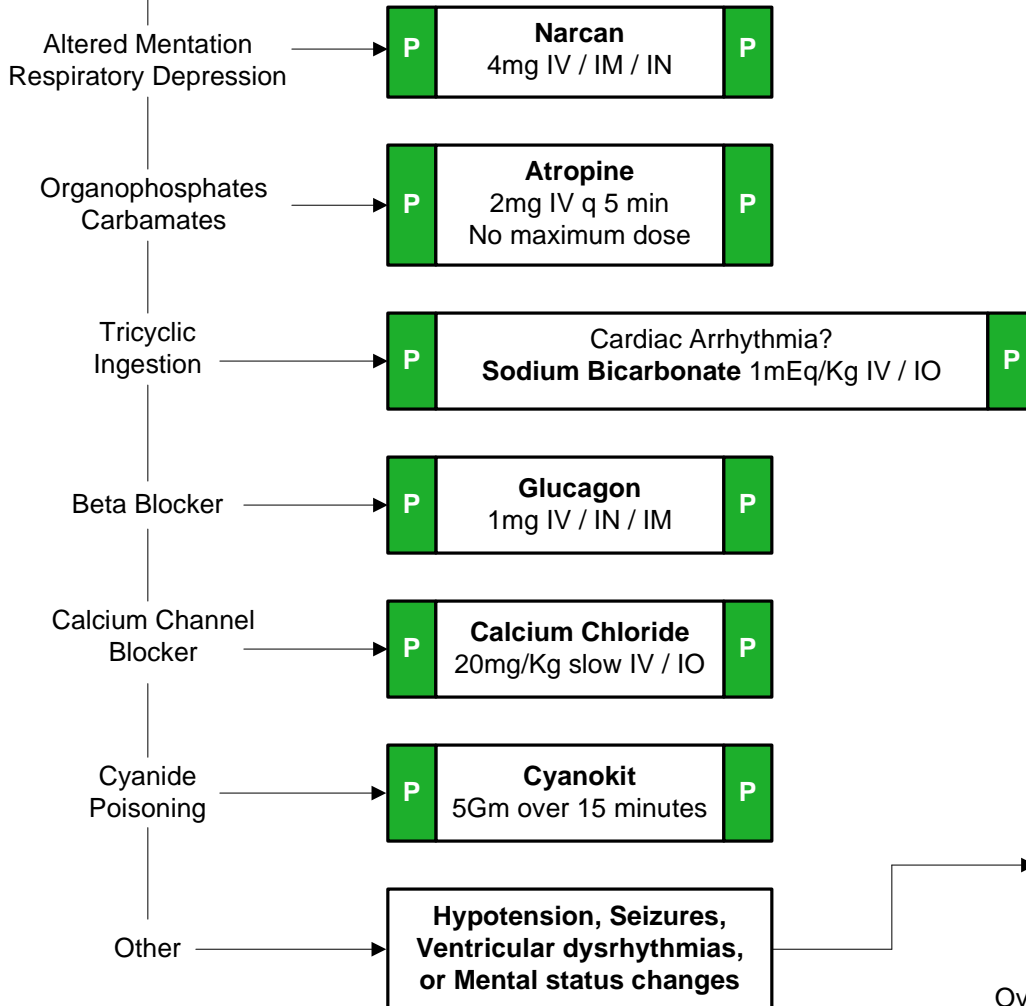 Altered Mentation
Respiratory Depression
P
Narcan
4mg IV / IM / IN
P
Organophosphates
Carbamates
P
Atropine
2mg IV q 5 min
No maximum dose
P
Tricyclic
Ingestion
P
Cardiac Arrhythmia?
Sodium Bicarbonate 1mEq/Kg IV / IO
P
Beta Blocker
P
Glucagon
1mg IV / IN / IM
P
Calcium Channel
Blocker
P
Calcium Chloride
20mg/Kg slow IV / IO
P
Cyanide
Poisoning
P
Cyanokit
5Gm over 15 minutes
P
Other
Hypotension, Seizures,
Ventricular dysrhythmias,
or Mental status changes
Ov